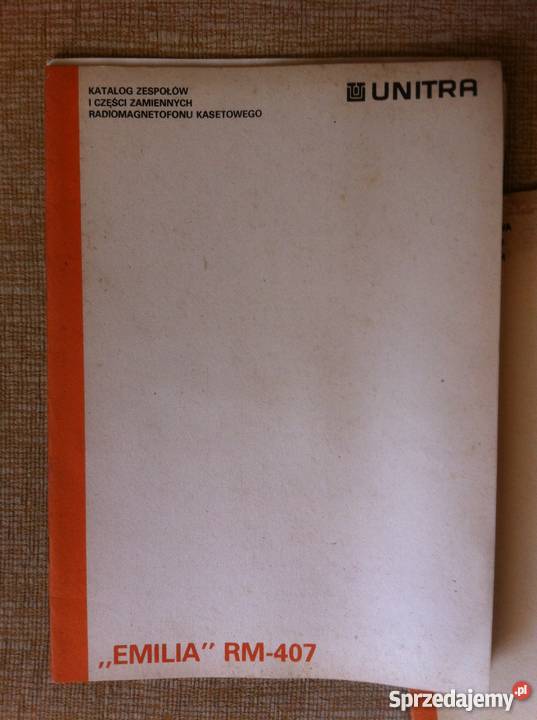 KATALOG ZESPOŁÓW
I CZĘŚCI ZAMIENNYCH
RADIOMAGNETOFONU KASETOWEGO
UNITRA
„EMILIA" RM-407
Sprzedajemy.pl